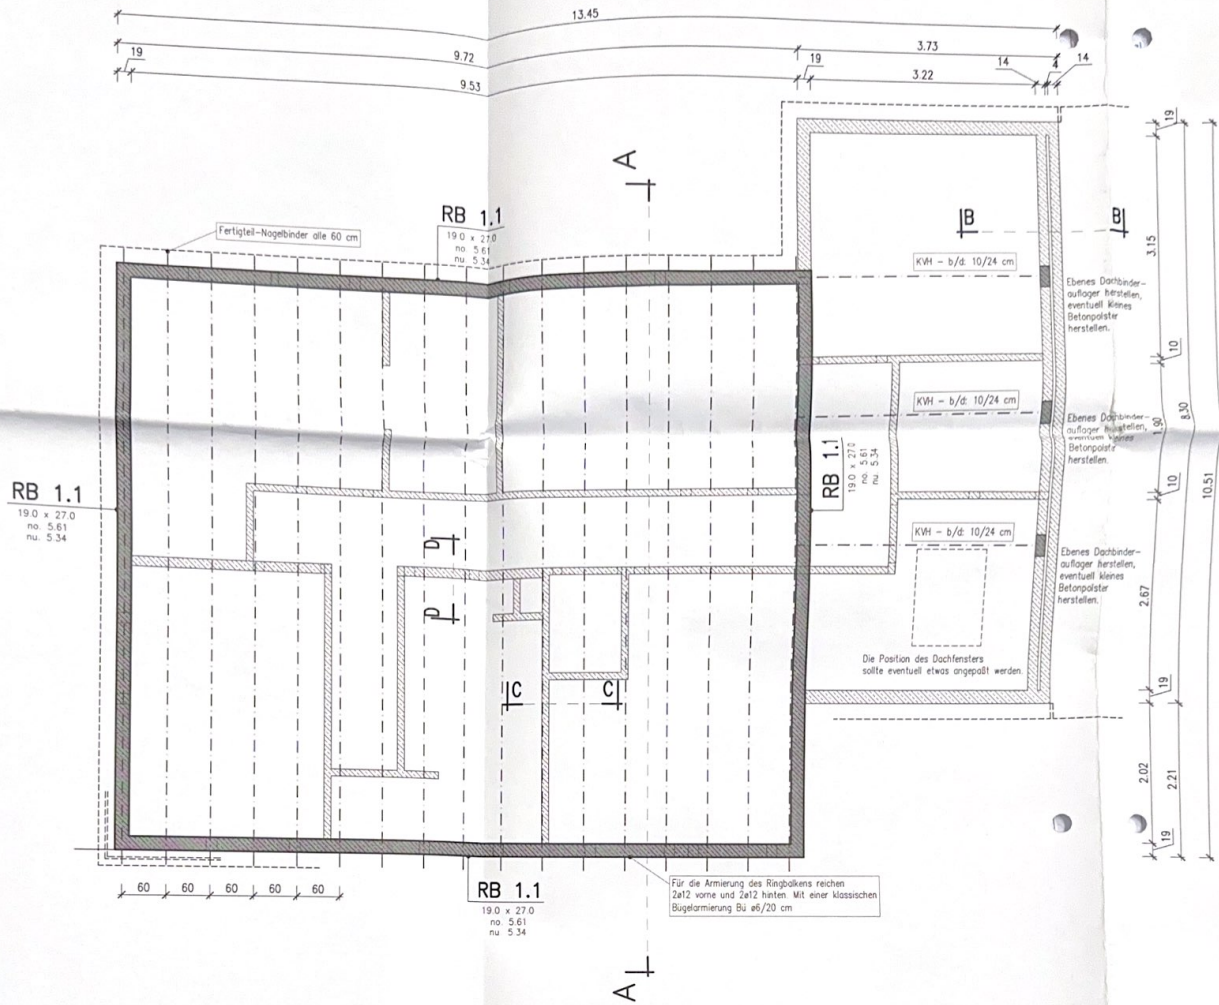 13.45
9.72
3.73
19
9.53
19
3.22
14
4
14
A
B
B
RB 1.1
19.0 x 27.0
no. 5.61
nu. 5.34
Fertigteil-Nagelbinder alle 60 cm
KVH - b/d: 10/24 cm
Ebenes Dachbinder-
auflager herstellen,
eventuell kleines
Betonpolster
herstellen.
19
3.15
10
KVH - b/d: 10/24 cm
Ebenes Dachbinder-
auflager herstellen,
eventuell kleines
Betonpolster
herstellen.
1.90
8.30
10
10.51
RB 1.1
19.0 x 27.0
no. 5.61
nu. 5.34
RB 1.1
19.0 x 27.0
no. 5.61
nu. 5.34
KVH - b/d: 10/24 cm
Ebenes Dachbinder-
auflager herstellen,
eventuell kleines
Betonpolster
herstellen.
2.67
D
D
Die Position des Dachfensters
sollte eventuell etwas angepaßt werden.
C
C
19
2.02
2.21
19
60
60
60
60
60
RB 1.1
19.0 x 27.0
no. 5.61
nu. 5.34
Für die Armierung des Ringbalkens reichen
2ø12 vorne und 2ø12 hinten. Mit einer klassischen
Bügelarmierung Bü ø6/20 cm
A